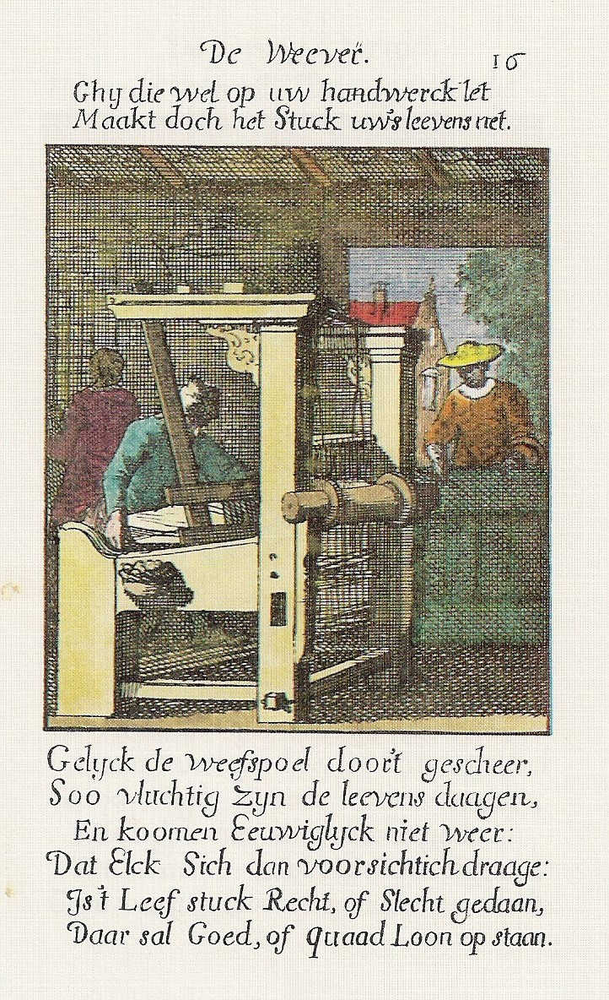 De Weever.
16
Ghy die wel op uw handwerck let
Maakt doch het Stuck uw's leevens net.
Gelyck de weefspoel door't gescheer,
Soo vluchtig zyn de leevens daagen,
En koomen Eeuwiglyck niet weer:
Dat Elck Sich dan voorsichtich draage:
Is't Leef stuck Recht, of Slecht gedaan,
Daar sal Goed, of quaad Loon op staan.